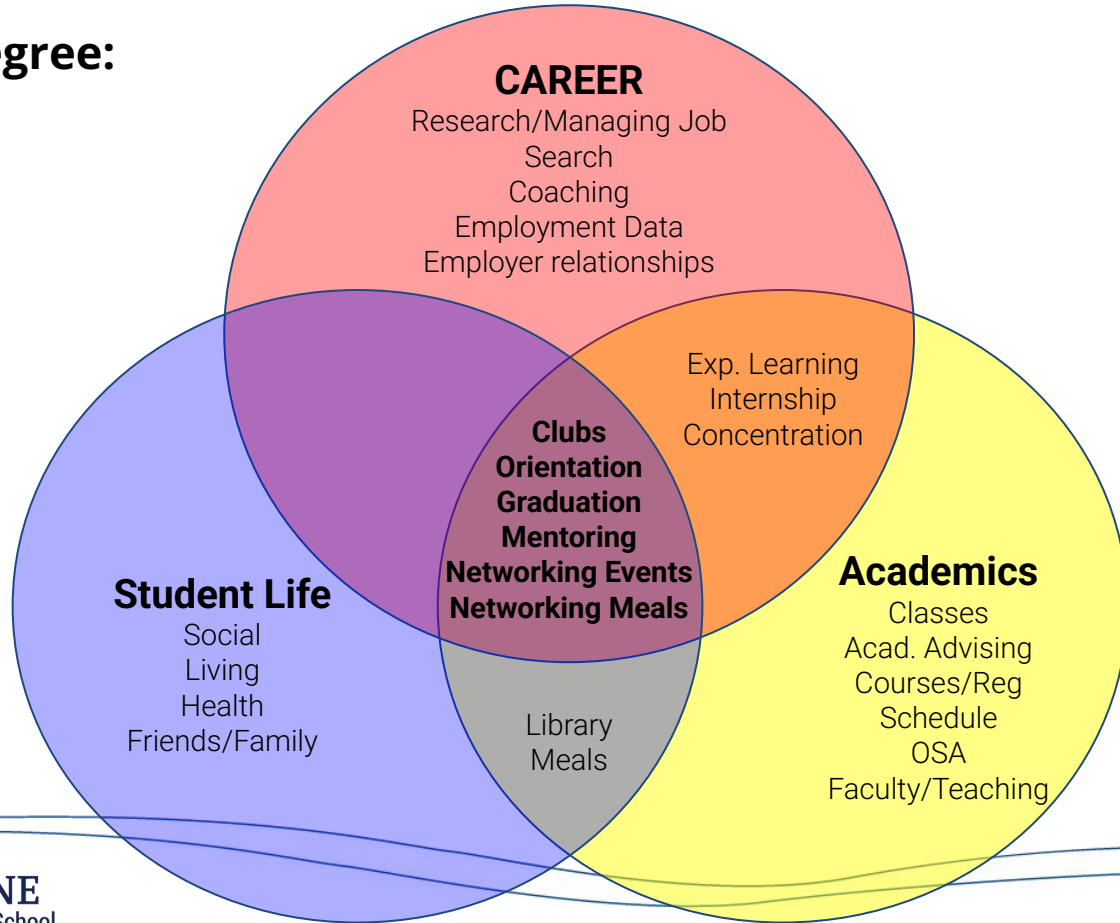 egree:
CAREER
Research/Managing Job
Search
Coaching
Employment Data
Employer relationships
Exp. Learning
Internship
Concentration
Clubs
Orientation
Graduation
Mentoring
Networking Events
Networking Meals
Student Life
Social
Living
Health
Friends/Family
Academics
Classes
Acad. Advising
Courses/Reg
Schedule
OSA
Faculty/Teaching
Library
Meals
NE
School